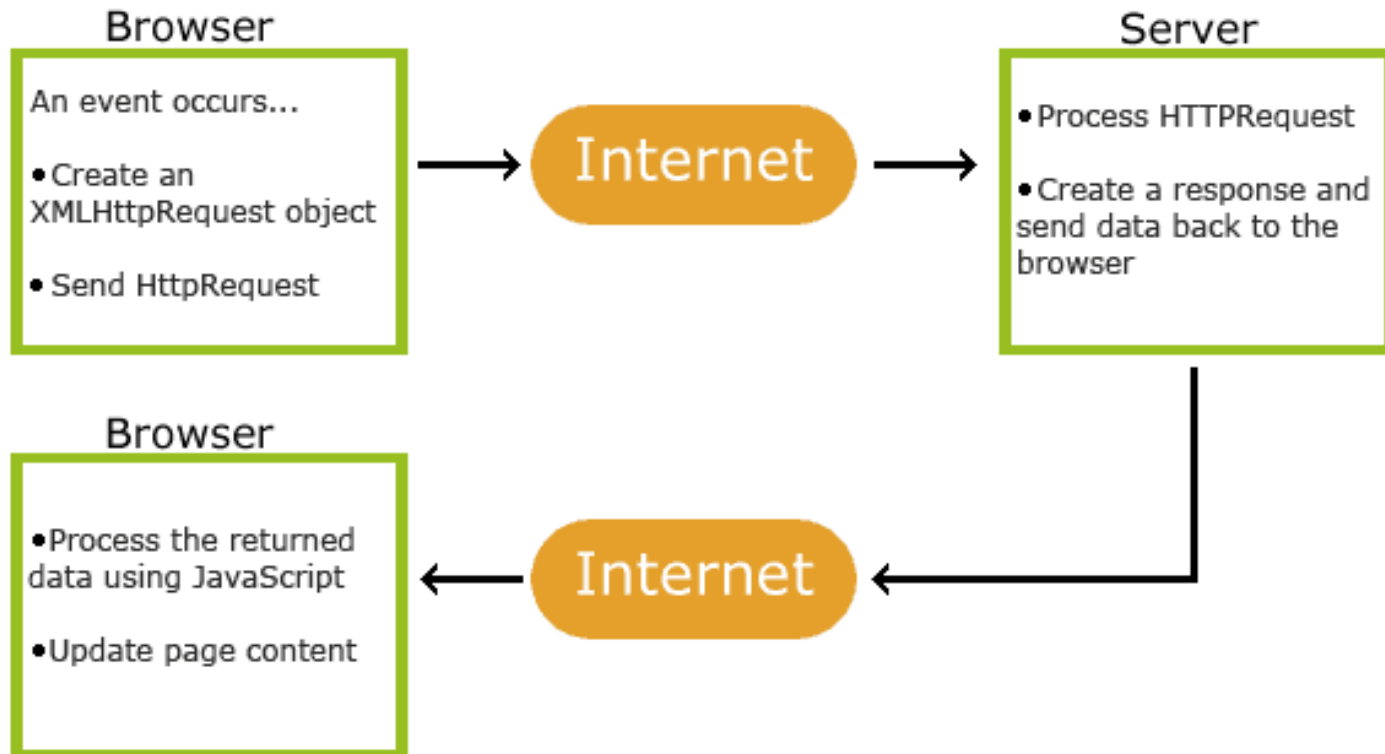 Browser
An event occurs...
•Create an
XMLHttpRequest object
• Send HttpRequest
Internet
Server
•Process HTTPRequest
•Create a response and
send data back to the
browser
Browser
•Process the returned
data using JavaScript
•Update page content
Internet